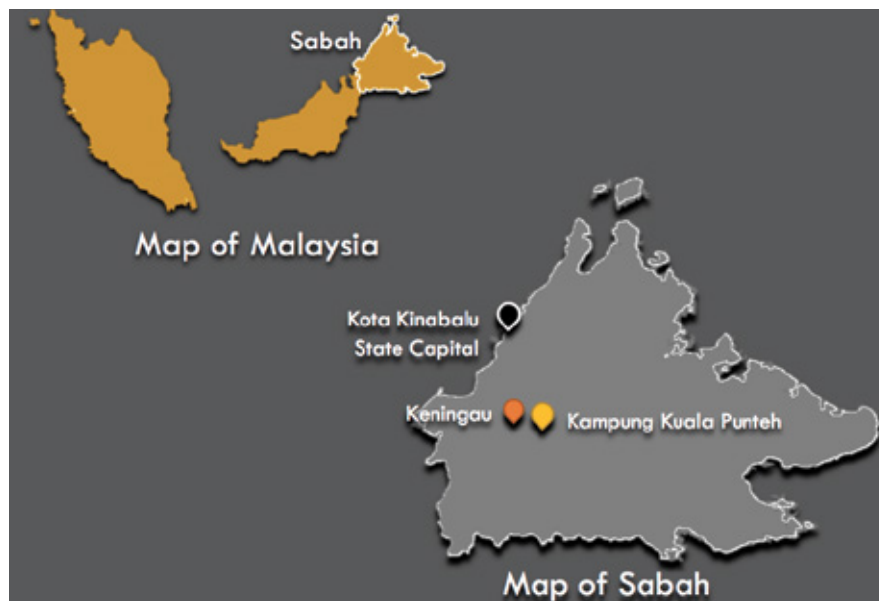 Sabah
Map of Malaysia
Kota Kinabalu
State Capital
Keningau
Kampung Kuala Punteh
Map of Sabah